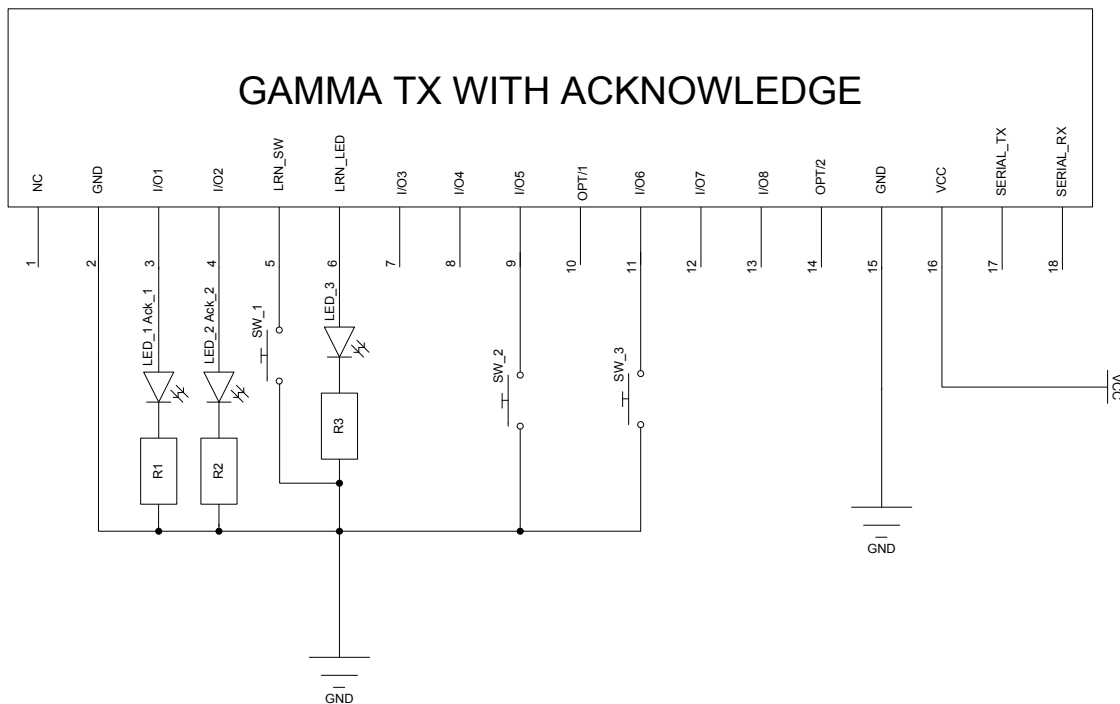 GAMMA TX WITH ACKNOWLEDGE
NC
GND
I/O1
I/O2
LRN_SW
LRN_LED
I/O3
I/O4
I/O5
OPT/1
I/O6
I/O7
I/O8
OPT/2
GND
VCC
SERIAL_TX
SERIAL_RX
1
2
3
4
5
6
7
8
9
10
11
12
13
14
15
16
17
18
LED_1 Ack_1
LED_2 Ack_2
SW_1
LED_3
SW_2
SW_3
VCC
R1
R2
R3
GND
GND